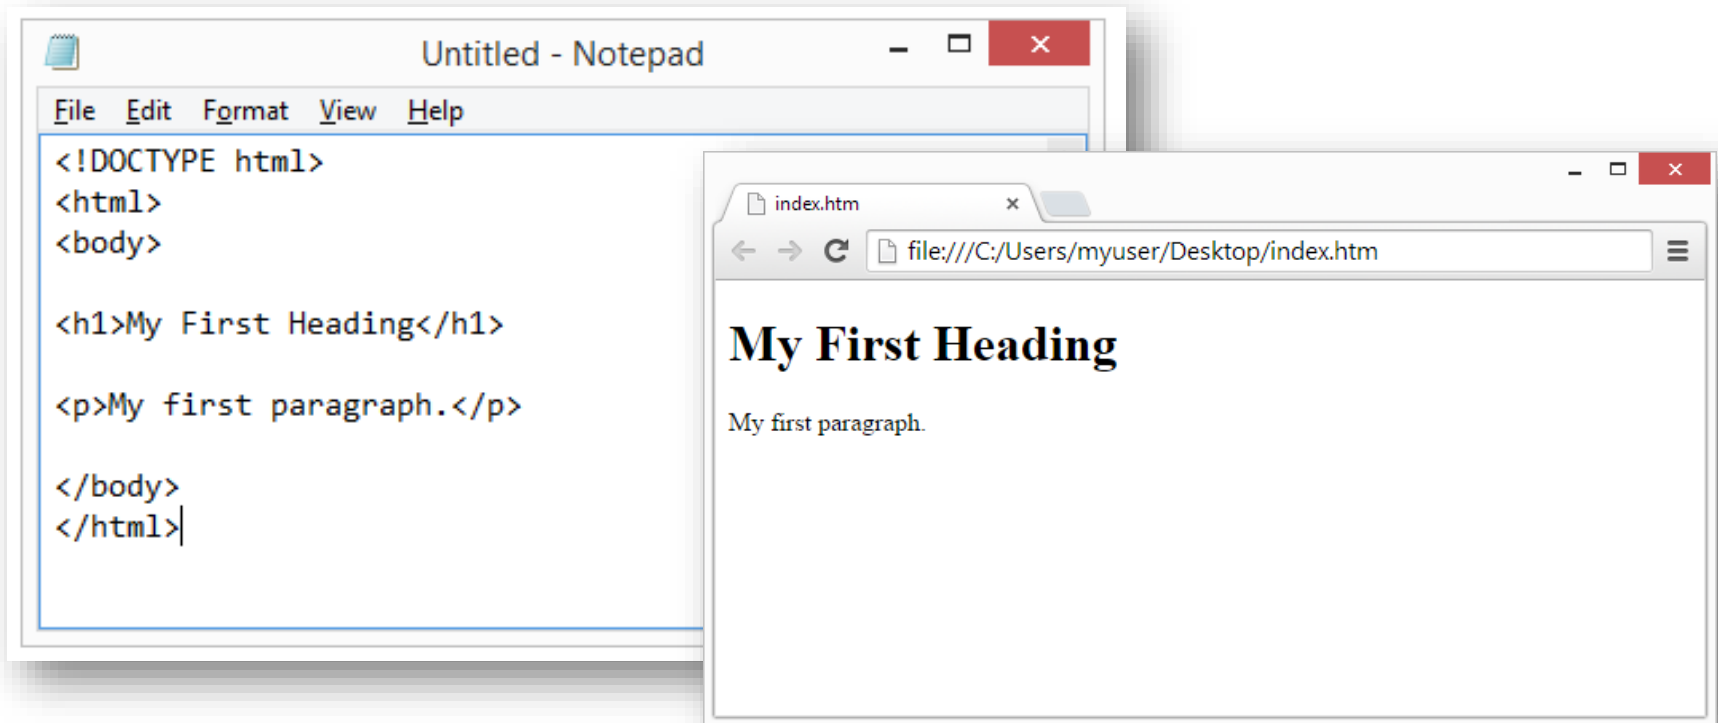 Untitled - Notepad
File Edit Format View Help
<!DOCTYPE html>
<html>
<body>
<h1>My First Heading</h1>
<p>My first paragraph.</p>
</body>
</html>
index.htm
file:///C:/Users/myuser/Desktop/index.htm
My First Heading
My first paragraph.